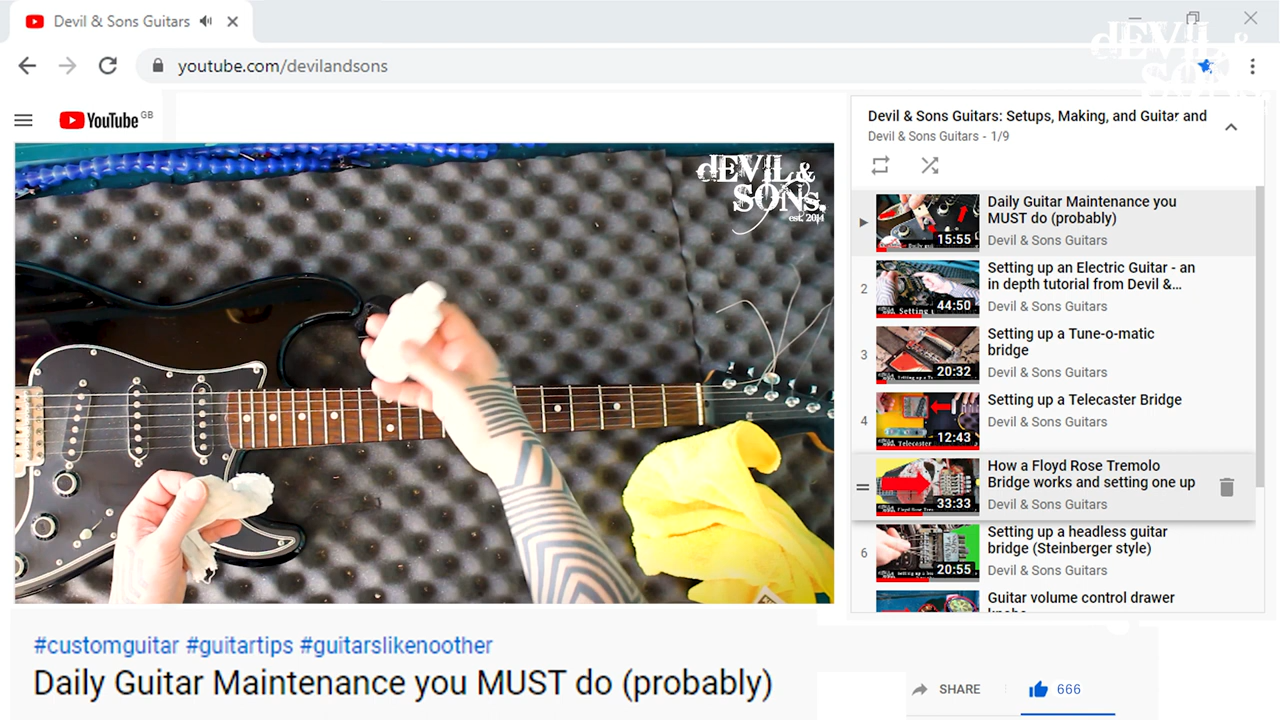 Devil & Sons Guitars
youtube.com/devilandsons
dEVIL &
SONS.
YouTube GB
dEVIL &
SONS.
est. 2014
Devil & Sons Guitars: Setups, Making, and Guitar and
Devil & Sons Guitars - 1/9
Daily Guitar Maintenance you
MUST do (probably)
Devil & Sons Guitars
15:55
2
Setting up an Electric Guitar - an
in depth tutorial from Devil &...
Devil & Sons Guitars
44:50
Setting
3
Setting up a Tune-o-matic
bridge
Devil & Sons Guitars
20:32
4
Setting up a Telecaster Bridge
Devil & Sons Guitars
12:43
Telecaster
How a Floyd Rose Tremolo
Bridge works and setting one up
Devil & Sons Guitars
33:33
6
Setting up a headless guitar
bridge (Steinberger style)
Devil & Sons Guitars
20:55
Guitar volume control drawer
knobs
#customguitar #guitartips #guitarslikenoother
Daily Guitar Maintenance you MUST do (probably)
SHARE
666